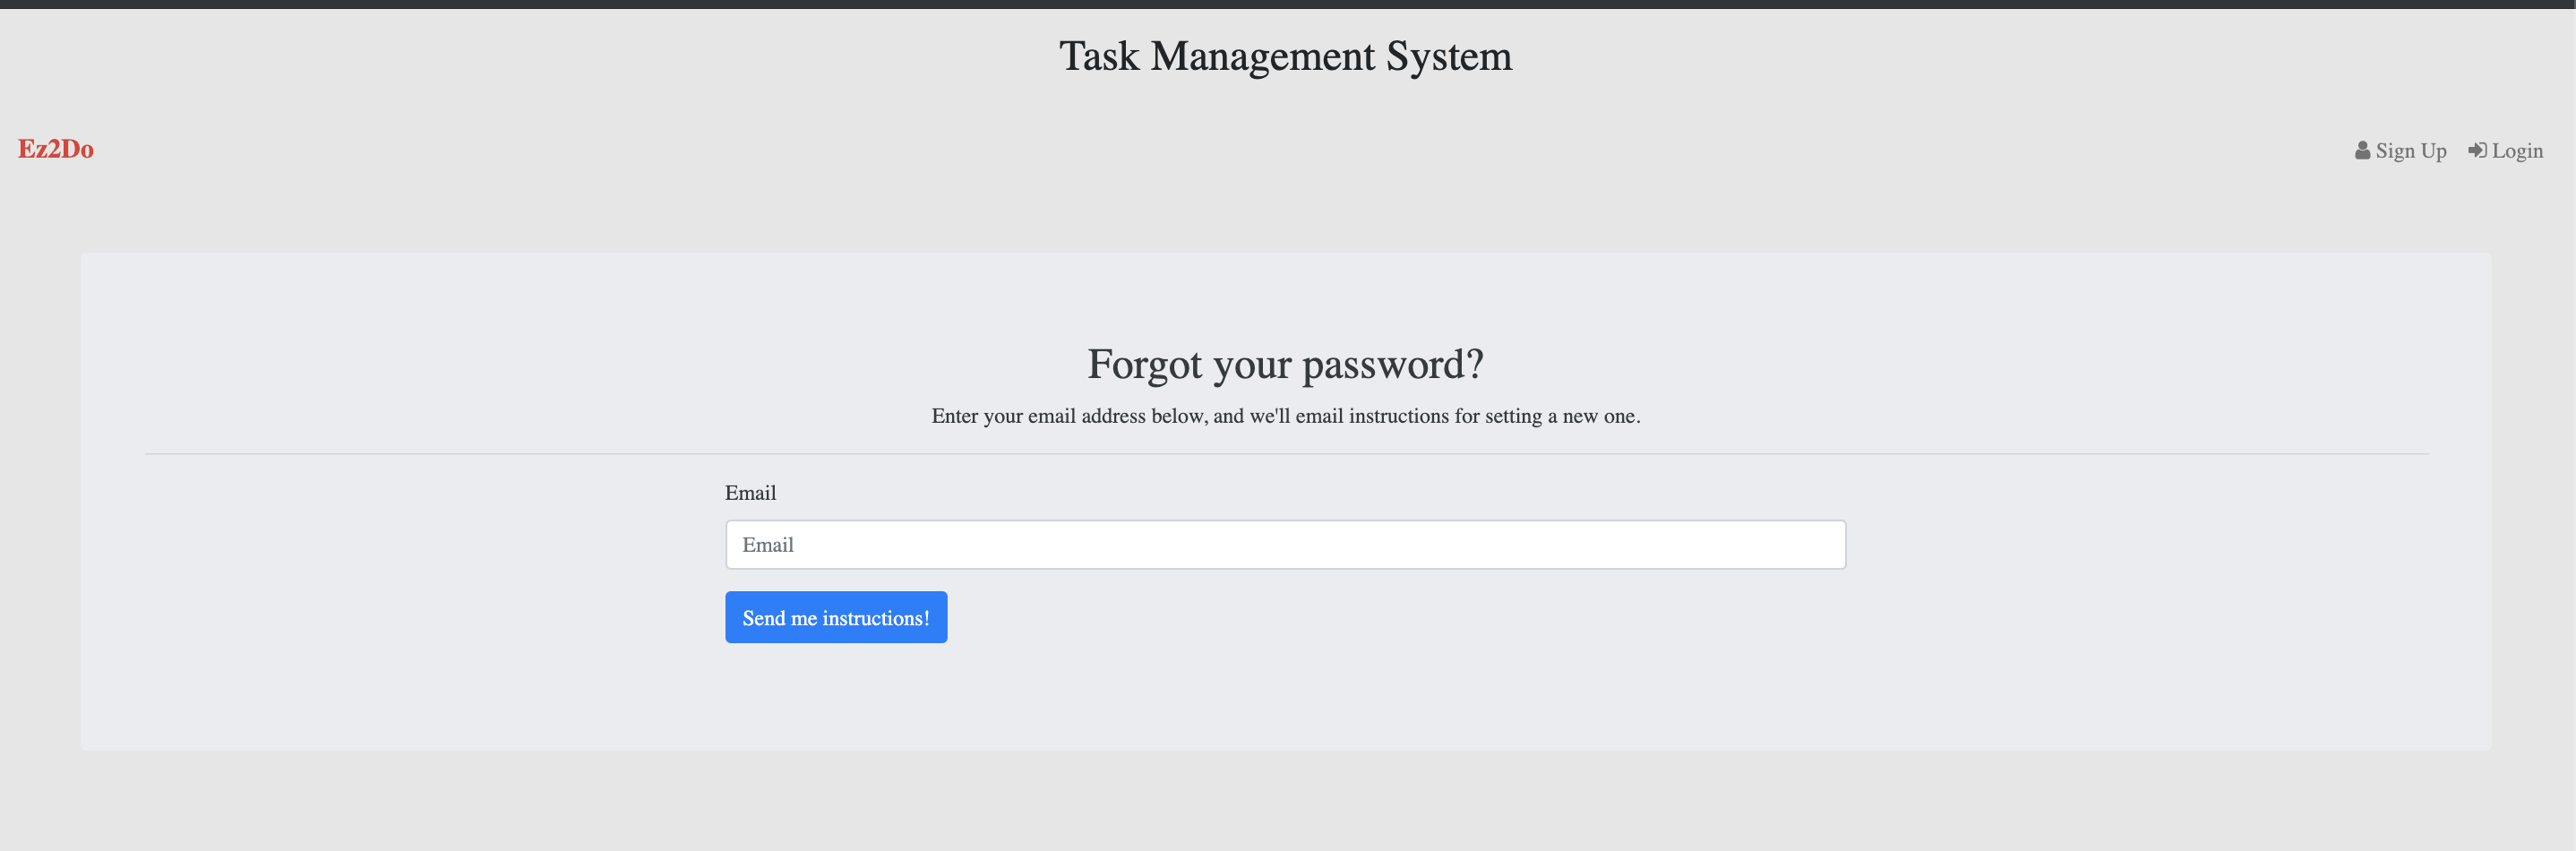 Task Management System
Ez2Do
Sign Up Login
Forgot your password?
Enter your email address below, and we'll email instructions for setting a new one.
Email
Email
Send me instructions!